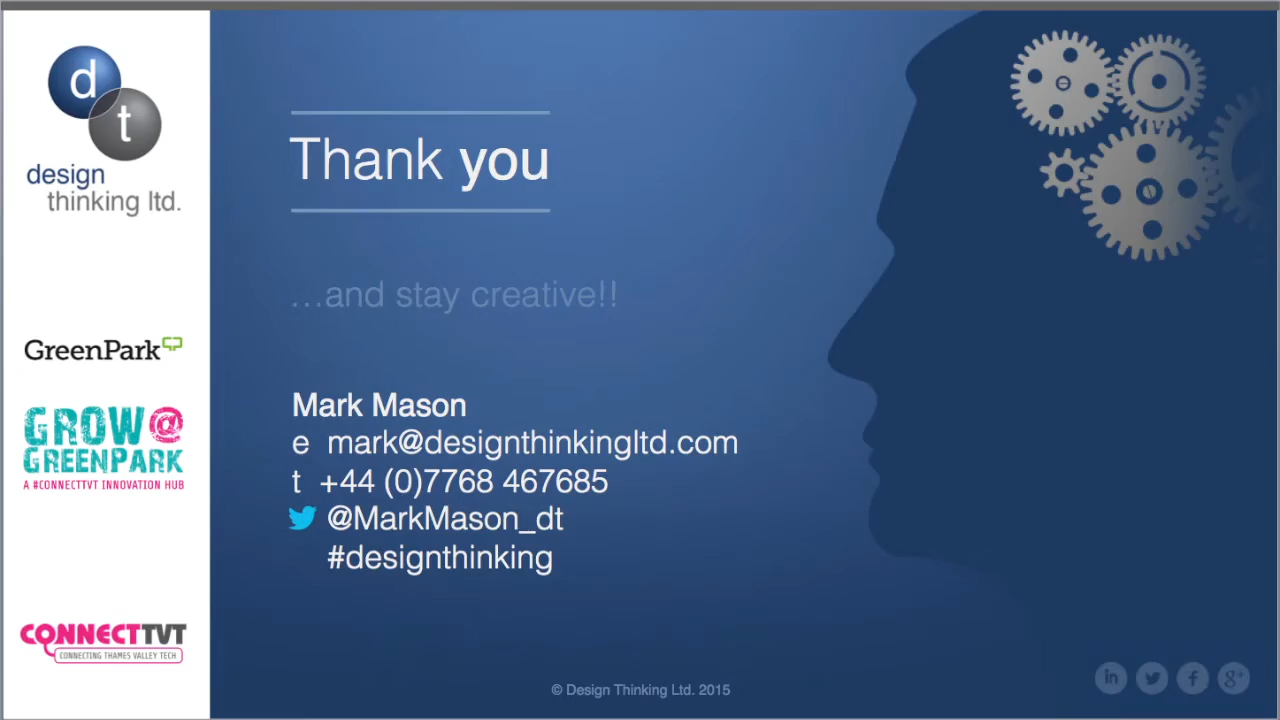 d
t
design
thinking ltd.
GreenPark
GROW@
GREENPARK
A #CONNECTTVT INNOVATION HUB
CONNECTTVT
CONNECTING THAMES VALLEY TECH
Thank you
...and stay creative!!
Mark Mason
e mark@designthinkingltd.com
t +44 (0)7768 467685
@MarkMason_dt
#designthinking
© Design Thinking Ltd. 2015
in
f
g+